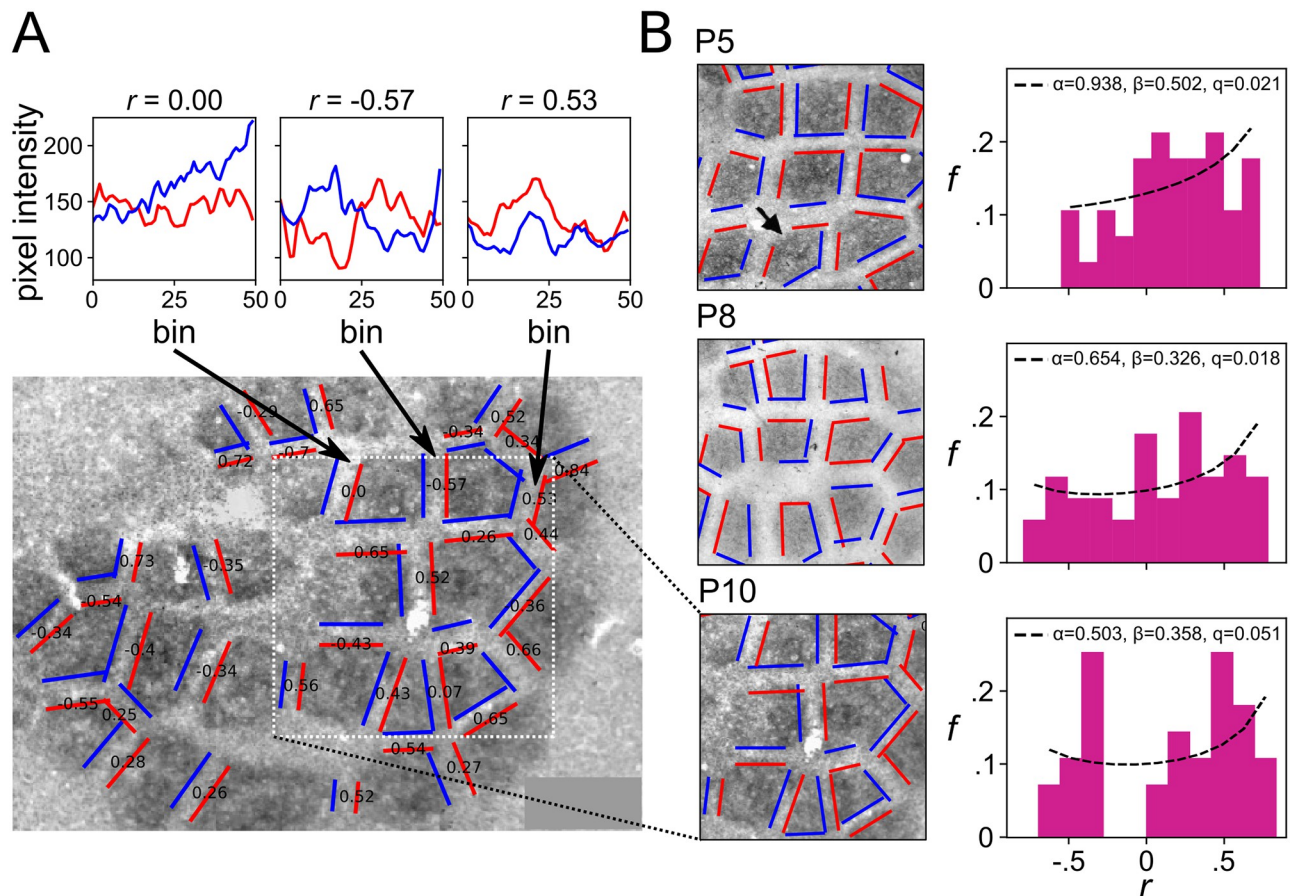 A
r = 0.00
r = -0.57
r = 0.53
pixel intensity
200
150
100
0 25 50
0 25 50
0 25 50
bin
bin
bin
-0.29
0.65
0.72
-0.7
-0.34
0.52
0.34
0.84
0.0
-0.57
0.53
0.44
0.26
0.65
0.52
0.73
-0.35
-0.54
-0.34
-0.4
-0.34
0.36
0.66
0.43
0.39
0.56
0.43
0.07
0.65
-0.55
0.25
0.28
0.54
0.27
0.26
0.52
B
P5
α=0.938, β=0.502, q=0.021
f
.2
.1
0
P8
α=0.654, β=0.326, q=0.018
f
.2
.1
0
P10
α=0.503, β=0.358, q=0.051
f
.2
.1
0
-.5 0 .5
r